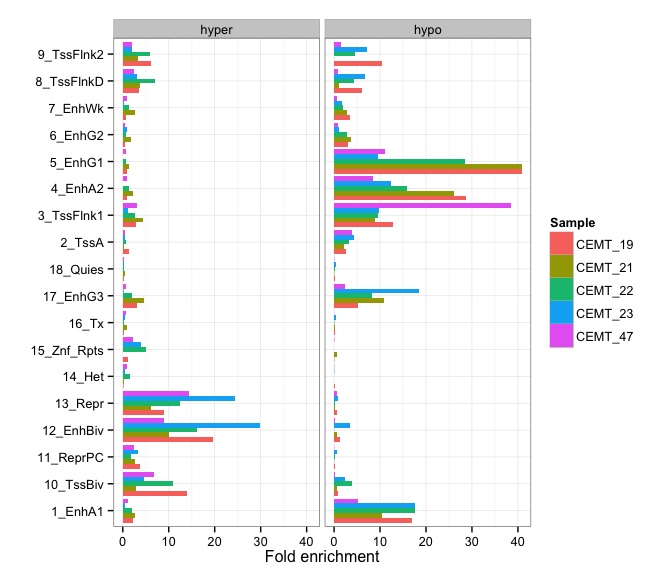 hyper hypo
9_TssFlnk2
8_TssFlnkD
7_EnhWk
6_EnhG2
5_EnhG1
4_EnhA2
3_TssFlnk1
2_TssA
18_Quies
17_EnhG3
16_Tx
15_Znf_Rpts
14_Het
13_Repr
12_EnhBiv
11_ReprPC
10_TssBiv
1_EnhA1
0 10 20 30 40 0 10 20 30 40
Fold enrichment
Sample
CEMT_19
CEMT_21
CEMT_22
CEMT_23
CEMT_47